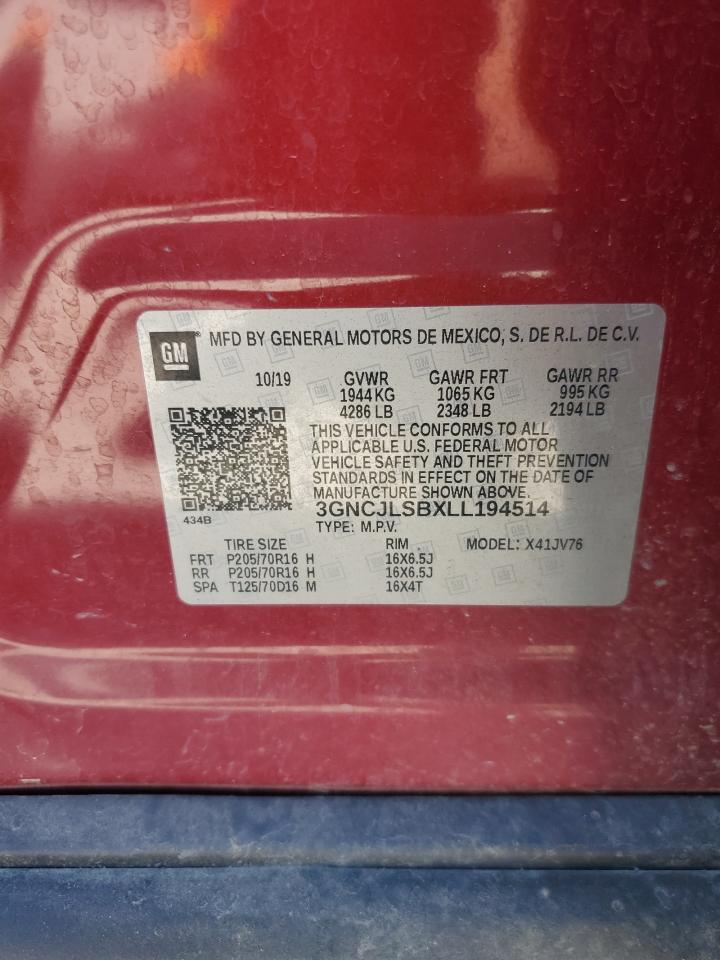 GM® MFD BY GENERAL MOTORS DE MEXICO, S. DE R.L. DE C.V.
10/19 GVWR GAWR FRT GAWR RR
1944 KG 1065 KG 995 KG
4286 LB 2348 LB 2194 LB
THIS VEHICLE CONFORMS TO ALL
APPLICABLE U.S. FEDERAL MOTOR
VEHICLE SAFETY AND THEFT PREVENTION
STANDARDS IN EFFECT ON THE DATE OF
MANUFACTURE SHOWN ABOVE.
3GNCJLSBXLL194514
434B
TYPE: M.P.V.
TIRE SIZE RIM MODEL: X41JV76
FRT P205/70R16 H 16X6.5J
RR P205/70R16 H 16X6.5J
SPA T125/70D16 M 16X4T